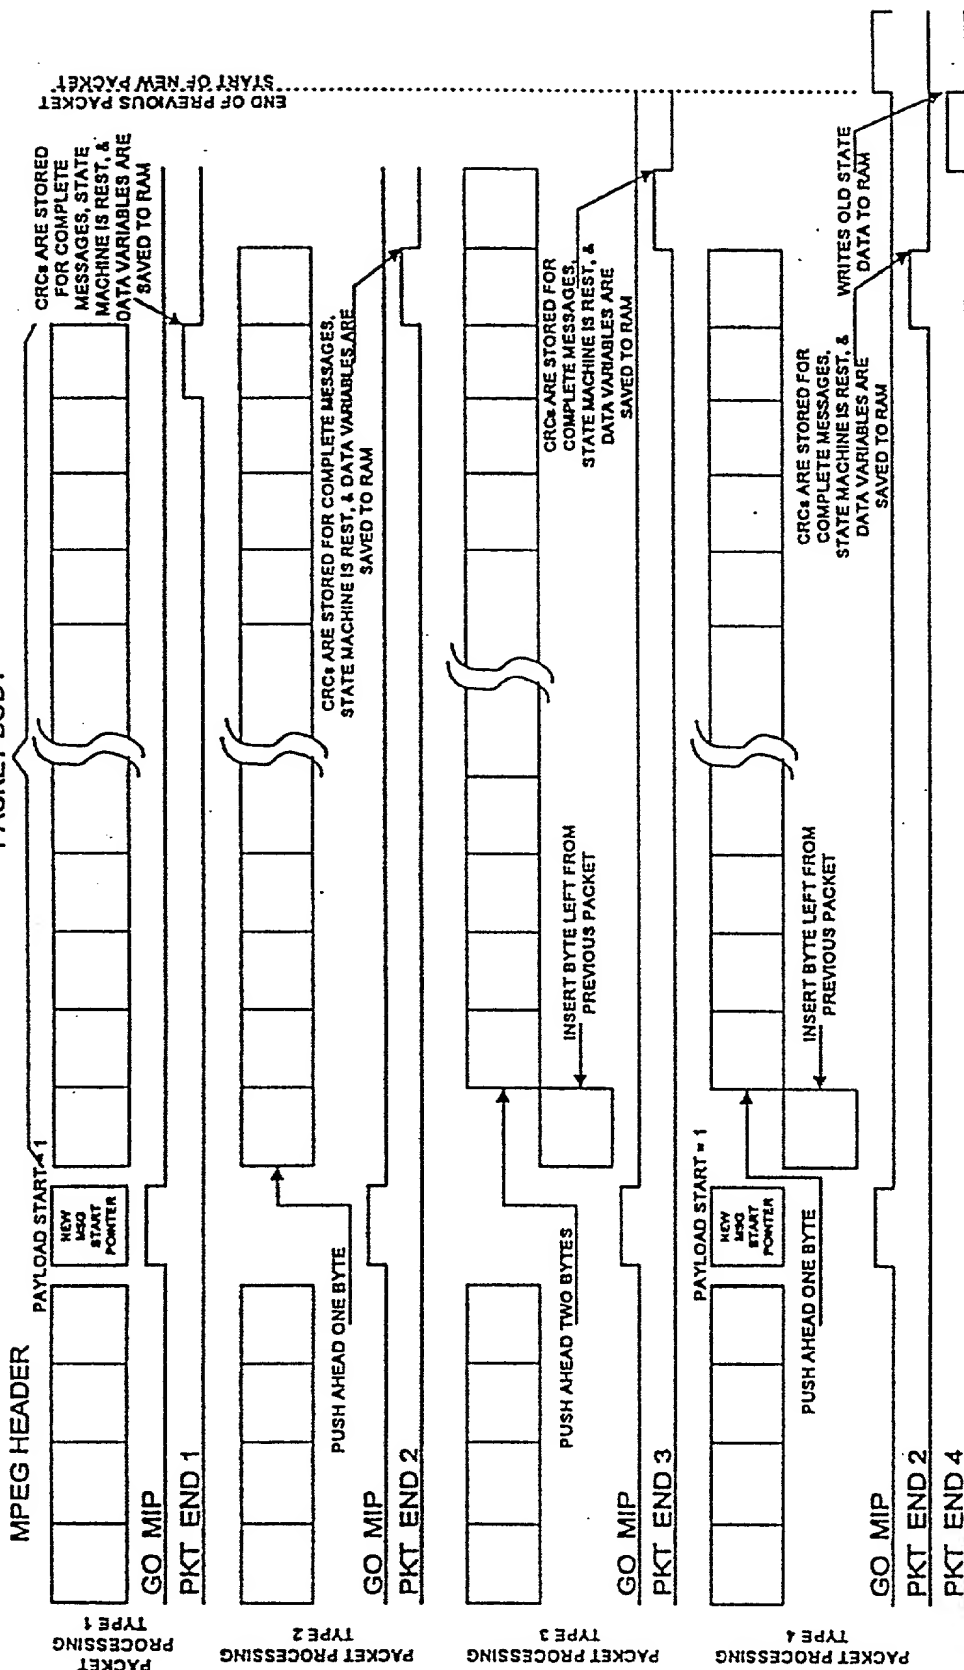 PACKET BODY
MPEG HEADER
PAYLOAD START = 1
NEW
MSG
START
POINTER
CRCs ARE STORED
FOR COMPLETE
MESSAGES, STATE
MACHINE IS REST, &
DATA VARIABLES ARE
SAVED TO RAM
END OF PREVIOUS PACKET
START OF NEW PACKET
PACKET
PROCESSING
TYPE 1
GO MIP
PKT END 1
PACKET PROCESSING
TYPE 2
PUSH AHEAD ONE BYTE
CRCs ARE STORED FOR COMPLETE MESSAGES,
STATE MACHINE IS REST, & DATA VARIABLES ARE
SAVED TO RAM
GO MIP
PKT END 2
PACKET PROCESSING
TYPE 3
PUSH AHEAD TWO BYTES
INSERT BYTE LEFT FROM
PREVIOUS PACKET
CRCs ARE STORED FOR
COMPLETE MESSAGES,
STATE MACHINE IS REST, &
DATA VARIABLES ARE
SAVED TO RAM
GO MIP
PKT END 3
PAYLOAD START = 1
NEW
MSG
START
POINTER
PACKET PROCESSING
TYPE 4
PUSH AHEAD ONE BYTE
INSERT BYTE LEFT FROM
PREVIOUS PACKET
CRCs ARE STORED FOR
COMPLETE MESSAGES,
STATE MACHINE IS REST, &
DATA VARIABLES ARE
SAVED TO RAM
WRITES OLD STATE
DATA TO RAM
GO MIP
PKT END 2
PKT END 4